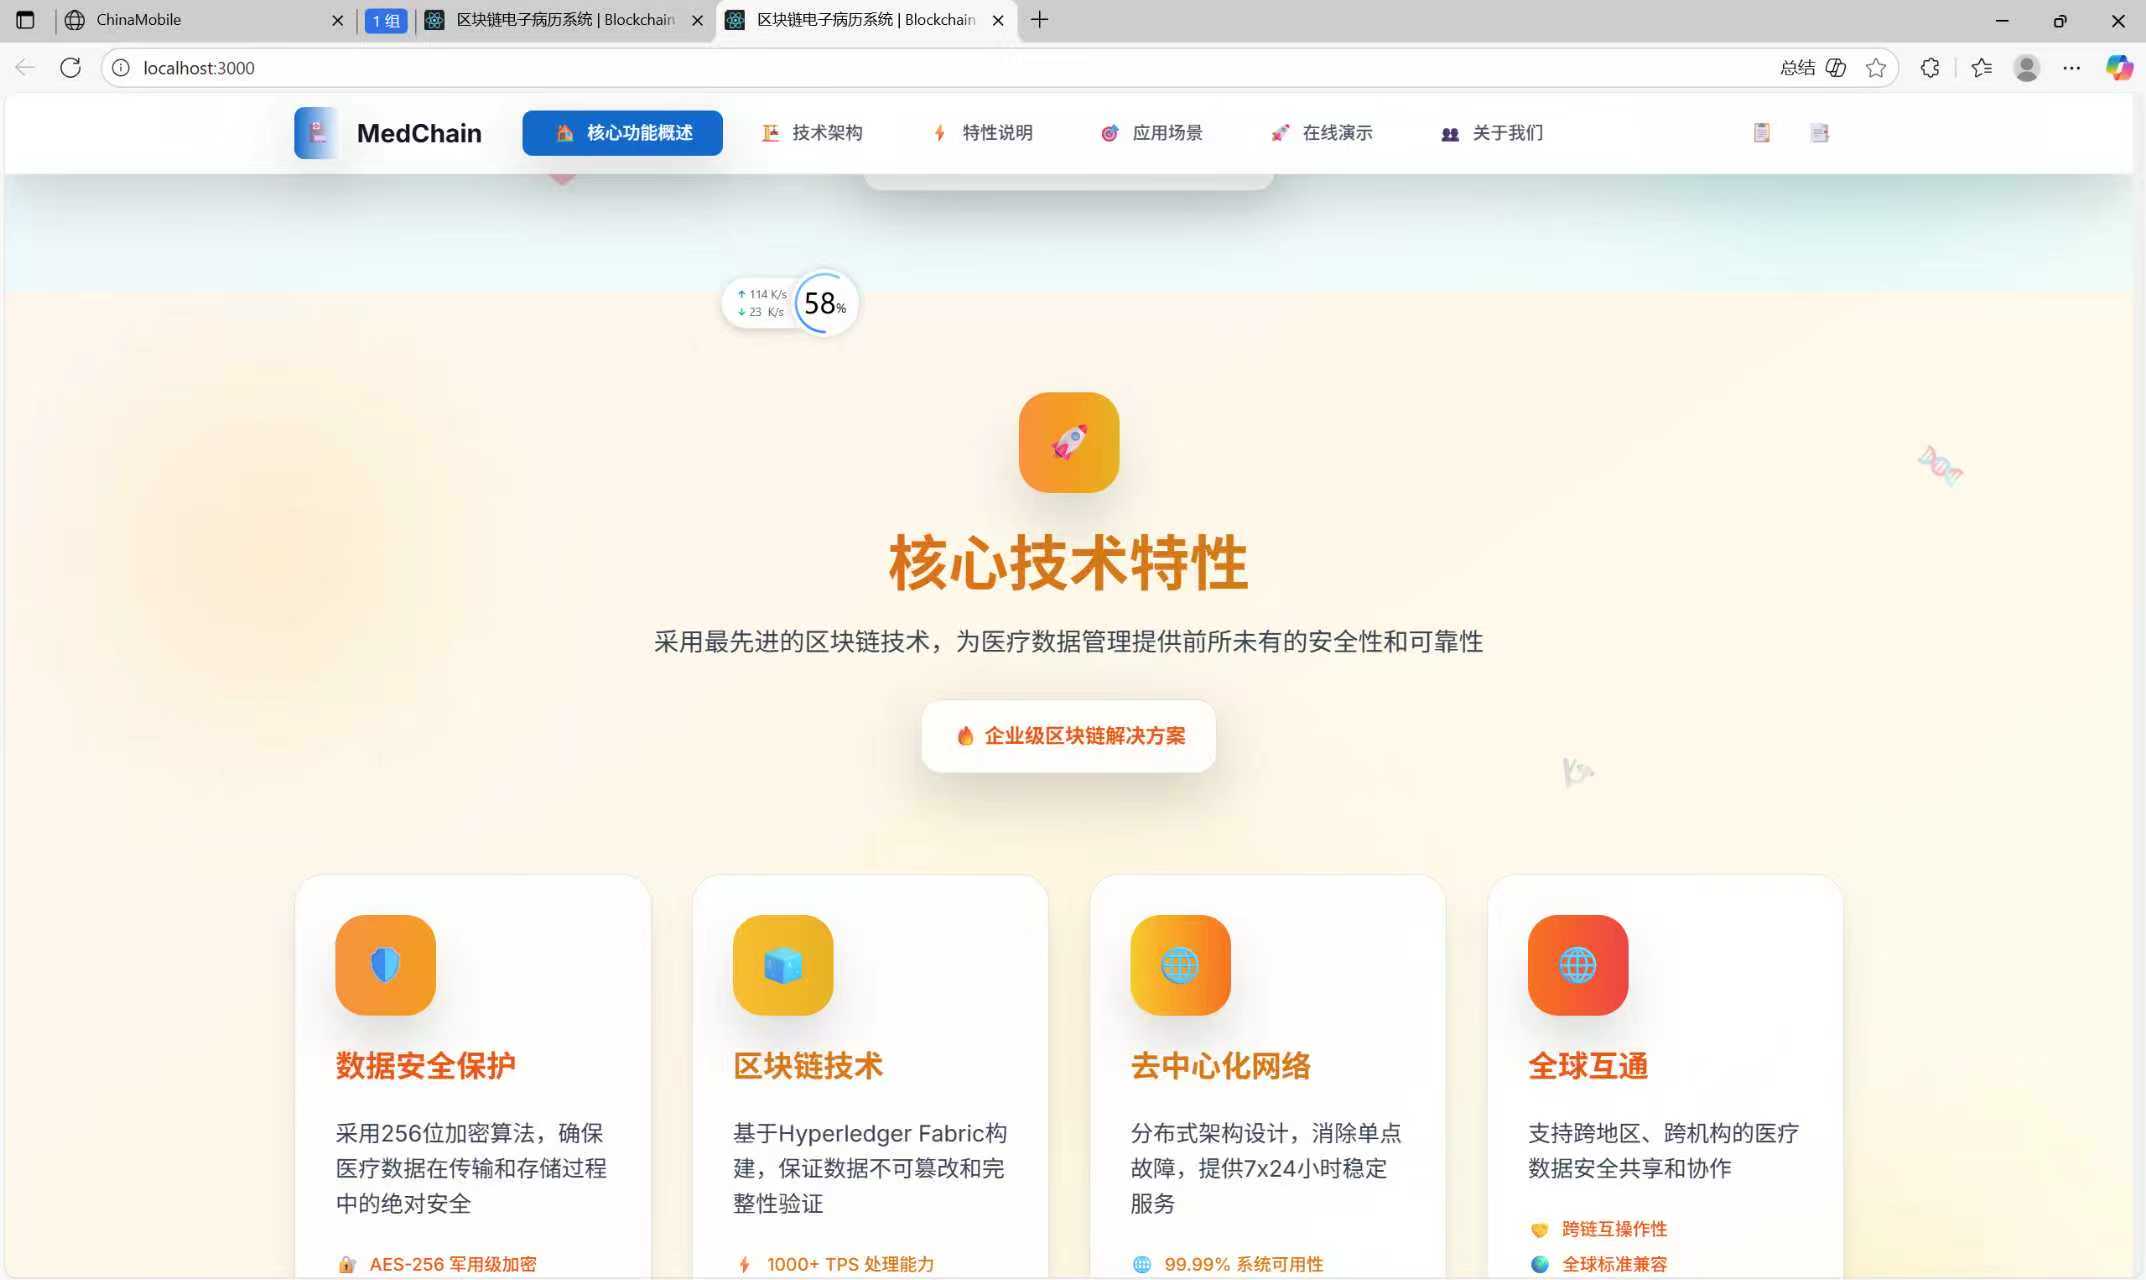 ChinaMobile
1 组
区块链电子病历系统 | Blockchain
区块链电子病历系统 | Blockchain
localhost:3000
总结
MedChain
核心功能概述
技术架构
特性说明
应用场景
在线演示
关于我们
↑ 114 K/s
↓ 23 K/s
58%
核心技术特性
采用最先进的区块链技术，为医疗数据管理提供前所未有的安全性和可靠性
企业级区块链解决方案
数据安全保护
采用256位加密算法，确保
医疗数据在传输和存储过程
中的绝对安全
AES-256 军用级加密
区块链技术
基于Hyperledger Fabric构
建，保证数据不可篡改和完
整性验证
1000+ TPS 处理能力
去中心化网络
分布式架构设计，消除单点
故障，提供7x24小时稳定
服务
99.99% 系统可用性
全球互通
支持跨地区、跨机构的医疗
数据安全共享和协作
跨链互操作性
全球标准兼容